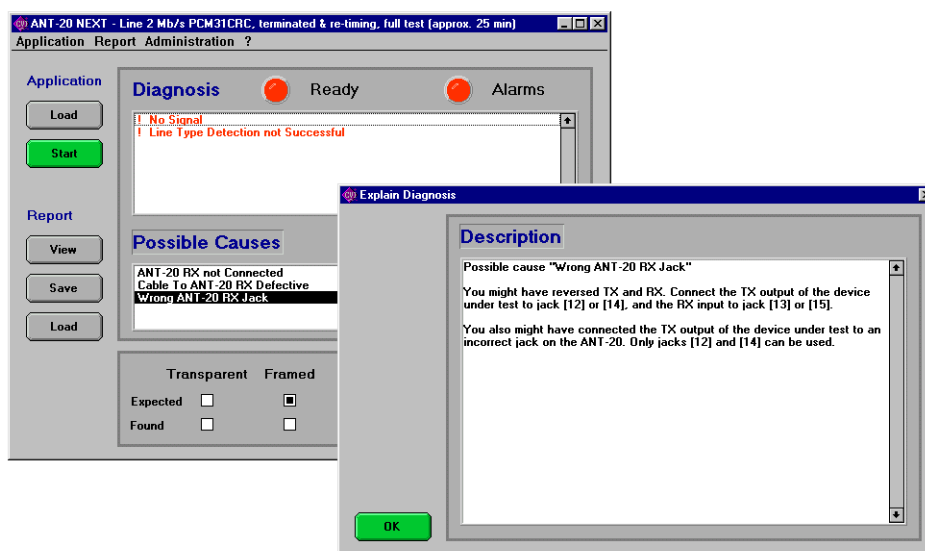 ANT-20 NEXT - Line 2 Mb/s PCM31CRC, terminated & re-timing, full test (approx. 25 min)
Application Report Administration ?
Application
Load
Start
Report
View
Save
Load
Diagnosis
Ready
Alarms
! No Signal
! Line Type Detection not Successful
Possible Causes
ANT-20 RX not Connected
Cable To ANT-20 RX Defective
Wrong ANT-20 RX Jack
Transparent Framed
Expected
Found
Explain Diagnosis
Description
Possible cause "Wrong ANT-20 RX Jack"
You might have reversed TX and RX. Connect the TX output of the device
under test to jack [12] or [14], and the RX input to jack [13] or [15].
You also might have connected the TX output of the device under test to an
incorrect jack on the ANT-20. Only jacks [12] and [14] can be used.
OK